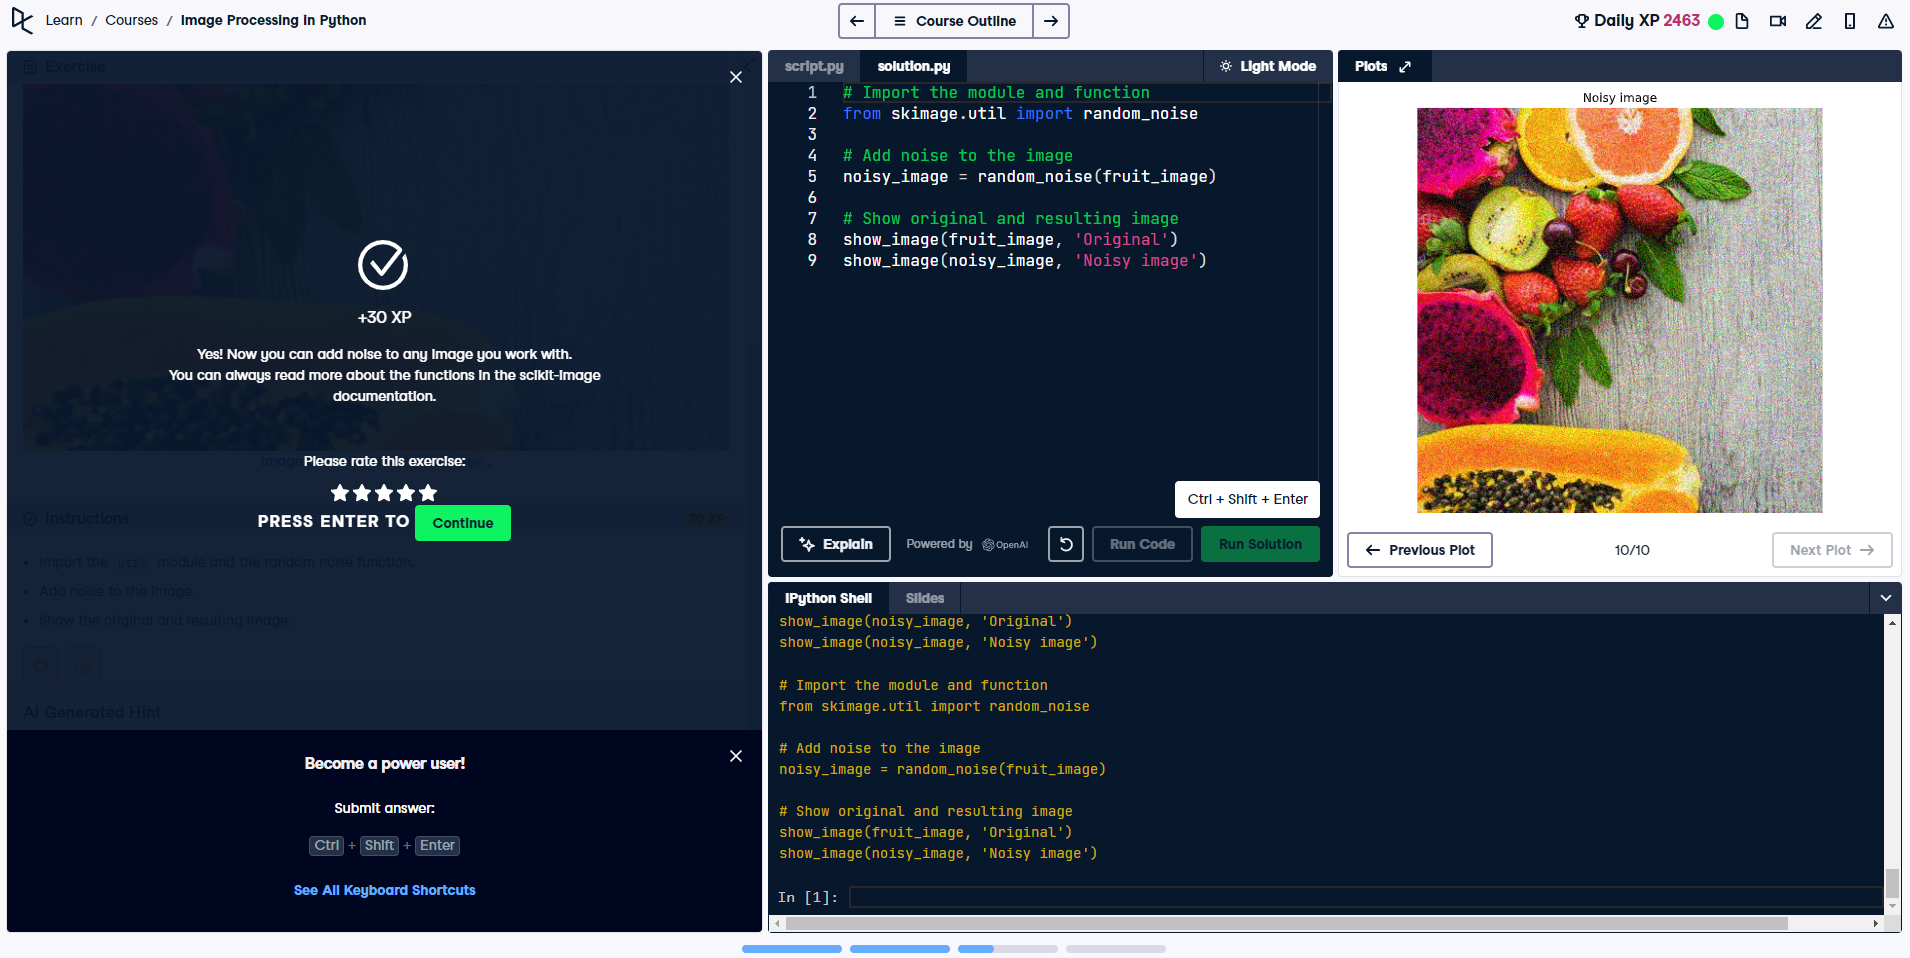 Learn / Courses / Image Processing in Python
Course Outline
Daily XP 2463
Exercise
+30 XP
Yes! Now you can add noise to any image you work with.
You can always read more about the functions in the scikit-image
documentation.
Please rate this exercise:
PRESS ENTER TO Continue
Instructions
30 XP
• Import the util module and the random noise function.
• Add noise to the image.
• Show the original and resulting image.
AI Generated Hint
Become a power user!
Submit answer:
Ctrl + Shift + Enter
See All Keyboard Shortcuts
script.py
solution.py
Light Mode
1 # Import the module and function
2 from skimage.util import random_noise
3
4 # Add noise to the image
5 noisy_image = random_noise(fruit_image)
6
7 # Show original and resulting image
8 show_image(fruit_image, 'Original')
9 show_image(noisy_image, 'Noisy image')
Ctrl + Shift + Enter
Explain
Powered by OpenAI
Run Code
Run Solution
Plots
Noisy image
Previous Plot
10/10
Next Plot
IPython Shell
Slides
show_image(noisy_image, 'Original')
show_image(noisy_image, 'Noisy image')
# Import the module and function
from skimage.util import random_noise
# Add noise to the image
noisy_image = random_noise(fruit_image)
# Show original and resulting image
show_image(fruit_image, 'Original')
show_image(noisy_image, 'Noisy image')
In [1]: